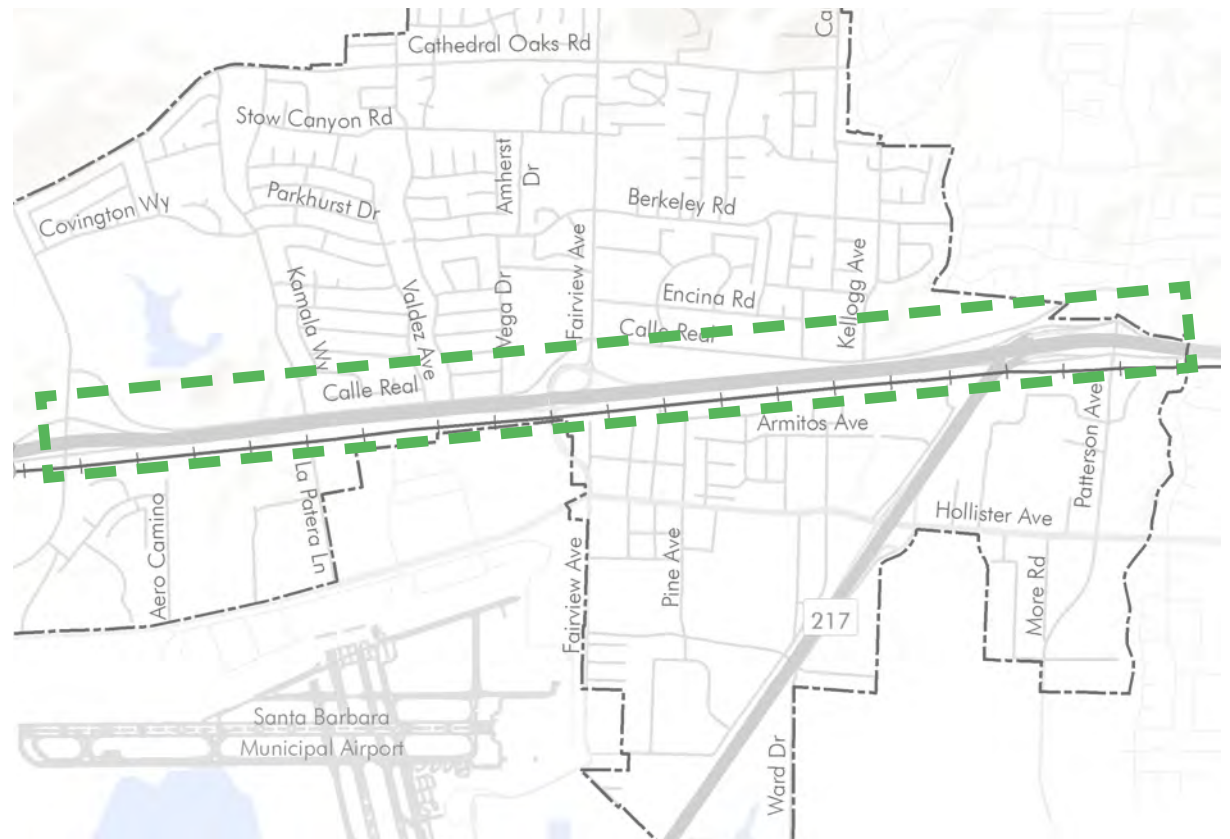 Cathedral Oaks Rd
Ca
Stow Canyon Rd
Amherst
Dr
Parkhurst Dr
Berkeley Rd
Covington Wy
Fairview Ave
Kellogg Ave
Kamala Wy
Valdez Ave
Vega Dr
Encina Rd
Calle Real
Calle Real
Armitos Ave
Patterson Ave
La Patera Ln
Aero Camino
Hollister Ave
Pine Ave
Fairview Ave
More Rd
217
Santa Barbara
Municipal Airport
Ward Dr